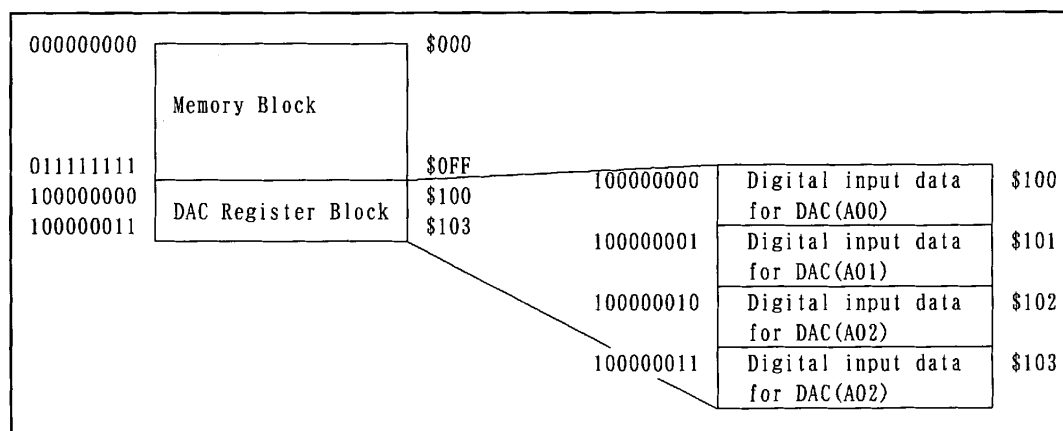 000000000 $000
Memory Block
011111111 $0FF
100000000 $100
DAC Register Block
100000011 $103
100000000 Digital input data $100
for DAC(A00)
100000001 Digital input data $101
for DAC(A01)
100000010 Digital input data $102
for DAC(A02)
100000011 Digital input data $103
for DAC(A02)